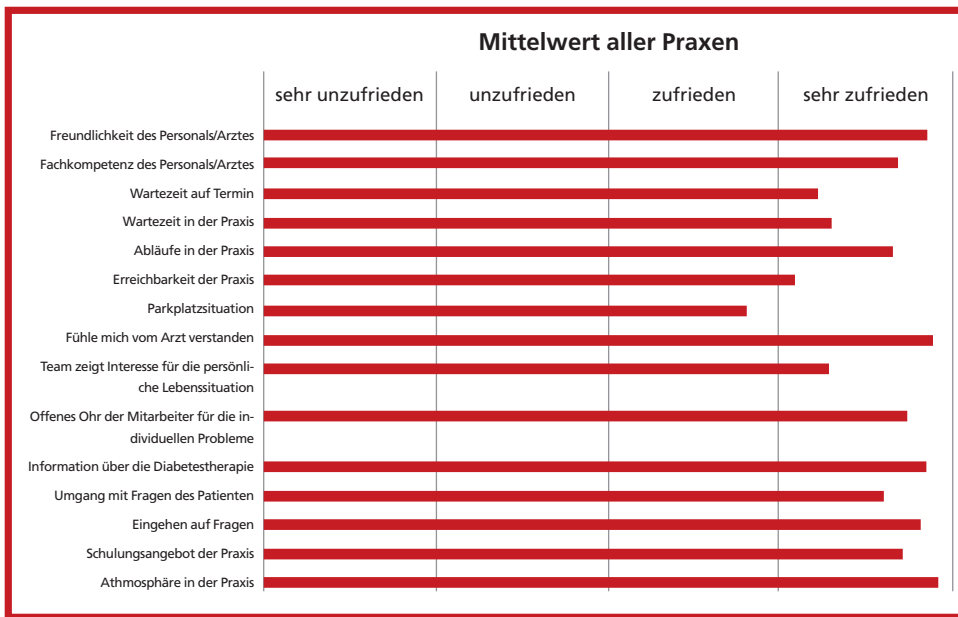 Mittelwert aller Praxen
sehr unzufrieden unzufrieden zufrieden sehr zufrieden
Freundlichkeit des Personals/Arztes
Fachkompetenz des Personals/Arztes
Wartezeit auf Termin
Wartezeit in der Praxis
Abläufe in der Praxis
Erreichbarkeit der Praxis
Parkplatzsituation
Fühle mich vom Arzt verstanden
Team zeigt Interesse für die persönli-
che Lebenssituation
Offenes Ohr der Mitarbeiter für die in-
dividuellen Probleme
Information über die Diabetestherapie
Umgang mit Fragen des Patienten
Eingehen auf Fragen
Schulungsangebot der Praxis
Athmosphäre in der Praxis